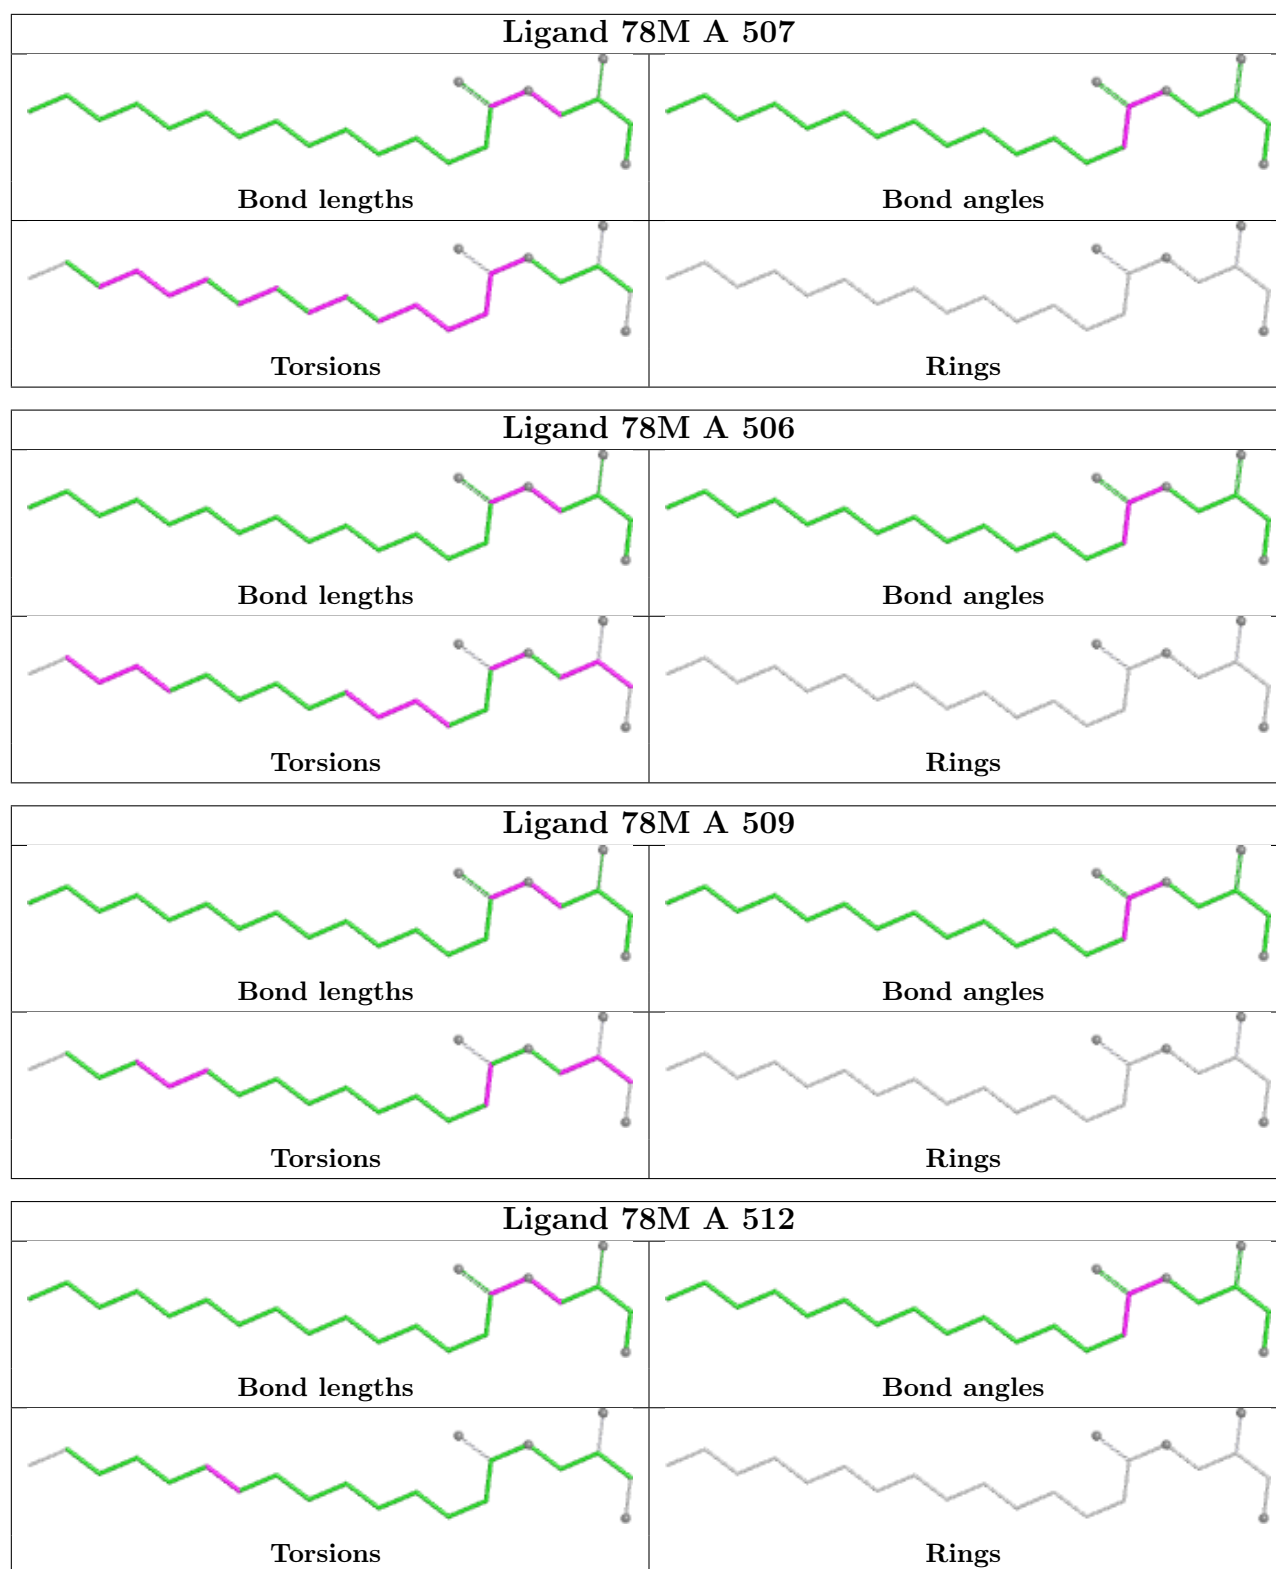 Ligand 78M A 507
Bond lengths
Bond angles
Torsions
Rings
Ligand 78M A 506
Bond lengths
Bond angles
Torsions
Rings
Ligand 78M A 509
Bond lengths
Bond angles
Torsions
Rings
Ligand 78M A 512
Bond lengths
Bond angles
Torsions
Rings